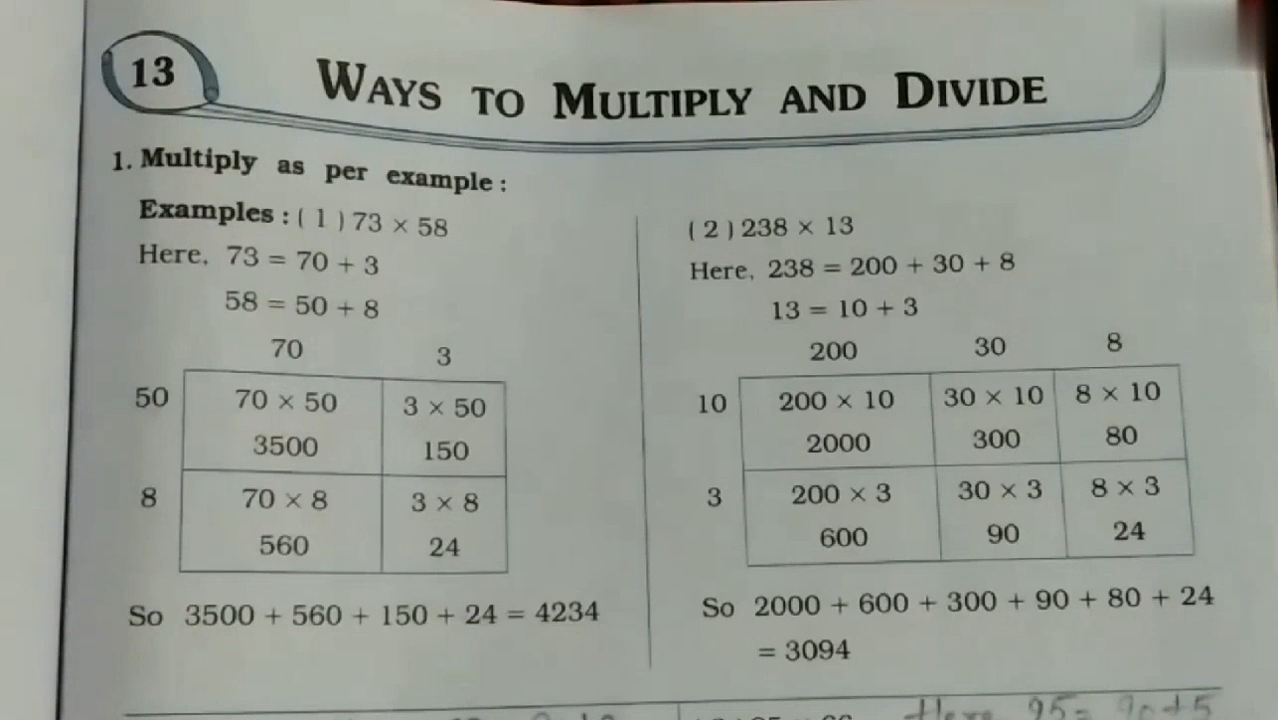 13
WAYS TO MULTIPLY AND DIVIDE
1. Multiply as per example :
Examples : ( 1 ) 73 × 58
Here, 73 = 70 + 3
58 = 50 + 8
70 3
50 70 × 50 3 × 50
3500 150
8 70 × 8 3 × 8
560 24
So 3500 + 560 + 150 + 24 = 4234
( 2 ) 238 × 13
Here, 238 = 200 + 30 + 8
13 = 10 + 3
200 30 8
10 200 × 10 30 × 10 8 × 10
2000 300 80
3 200 × 3 30 × 3 8 × 3
600 90 24
So 2000 + 600 + 300 + 90 + 80 + 24
= 3094
Here 95 = 90+5